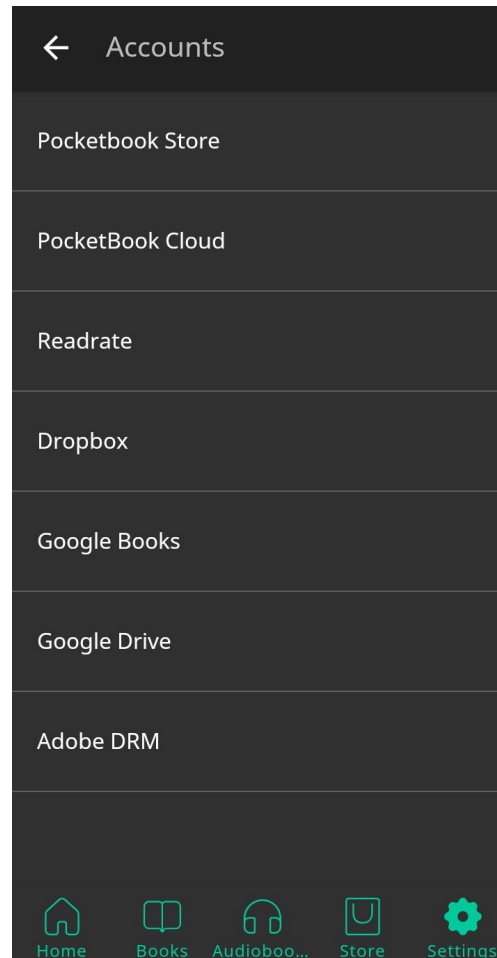 Accounts
Pocketbook Store
PocketBook Cloud
Readrate
Dropbox
Google Books
Google Drive
Adobe DRM
Home Books Audioboo... Store Settings